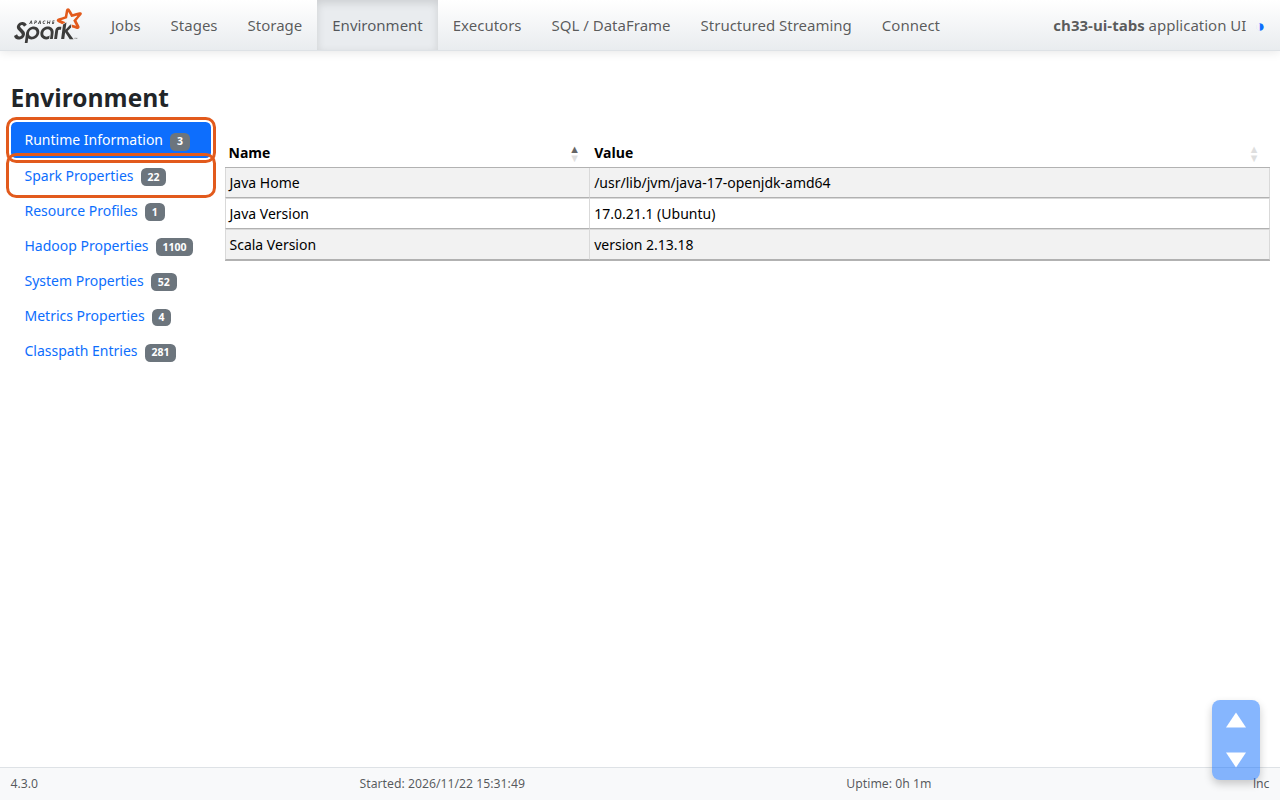 APACHE
Spark
Jobs
Stages
Storage
Environment
Executors
SQL / DataFrame
Structured Streaming
Connect
ch33-ui-tabs application UI
Environment
Runtime Information 3
Spark Properties 22
Resource Profiles 1
Hadoop Properties 1100
System Properties 52
Metrics Properties 4
Classpath Entries 281
Name Value
Java Home /usr/lib/jvm/java-17-openjdk-amd64
Java Version 17.0.21.1 (Ubuntu)
Scala Version version 2.13.18
4.3.0
Started: 2026/11/22 15:31:49
Uptime: 0h 1m
lnc